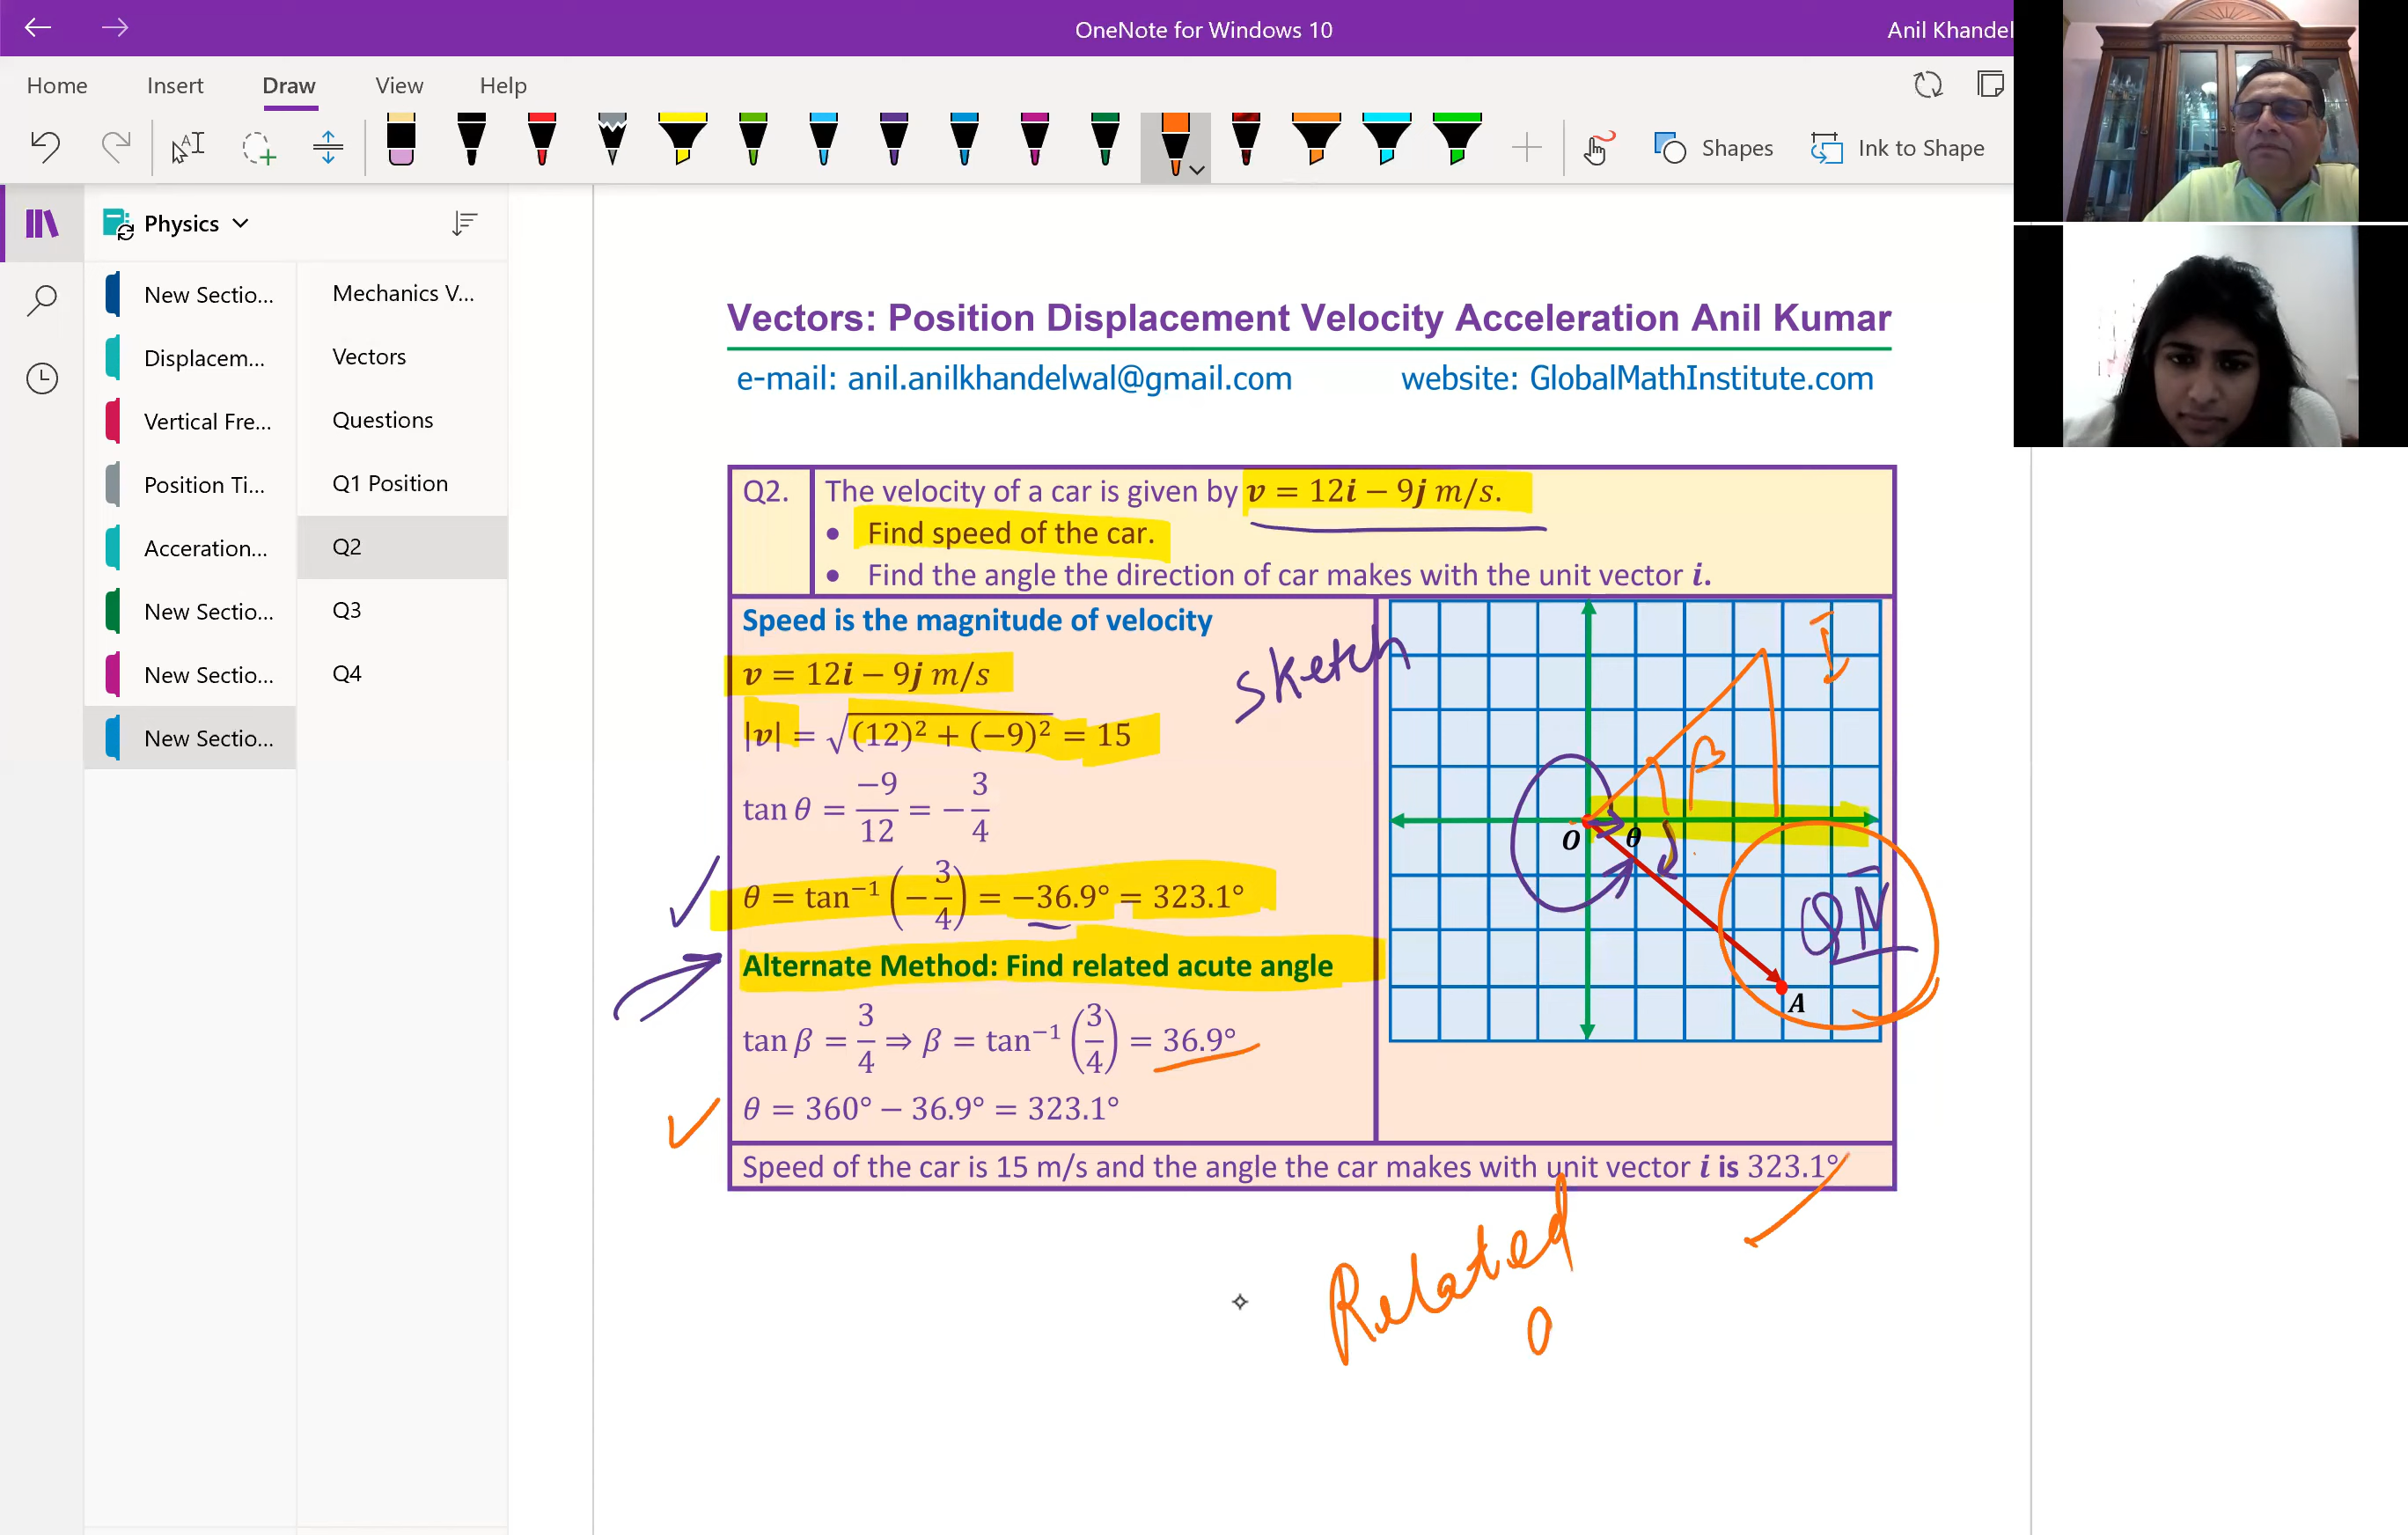 OneNote for Windows 10
Anil Khandel
Home Insert Draw View Help
Shapes Ink to Shape
Physics
New Sectio...
Displacem...
Vertical Fre...
Position Ti...
Acceration...
New Sectio...
New Sectio...
New Sectio...
Mechanics V...
Vectors
Questions
Q1 Position
Q2
Q3
Q4
Vectors: Position Displacement Velocity Acceleration Anil Kumar
e-mail: anil.anilkhandelwal@gmail.com website: GlobalMathInstitute.com
Q2. The velocity of a car is given by v = 12i − 9j m/s.
• Find speed of the car.
• Find the angle the direction of car makes with the unit vector i.
Speed is the magnitude of velocity
v = 12i − 9j m/s
|v| = √(12)² + (−9)² = 15
tan θ = −9/12 = −3/4
θ = tan⁻¹ (−3/4) = −36.9° = 323.1°
Alternate Method: Find related acute angle
tan β = 3/4 ⇒ β = tan⁻¹ (3/4) = 36.9°
θ = 360° − 36.9° = 323.1°
Sketch
β
O θ
A
Speed of the car is 15 m/s and the angle the car makes with unit vector i is 323.1°
Related